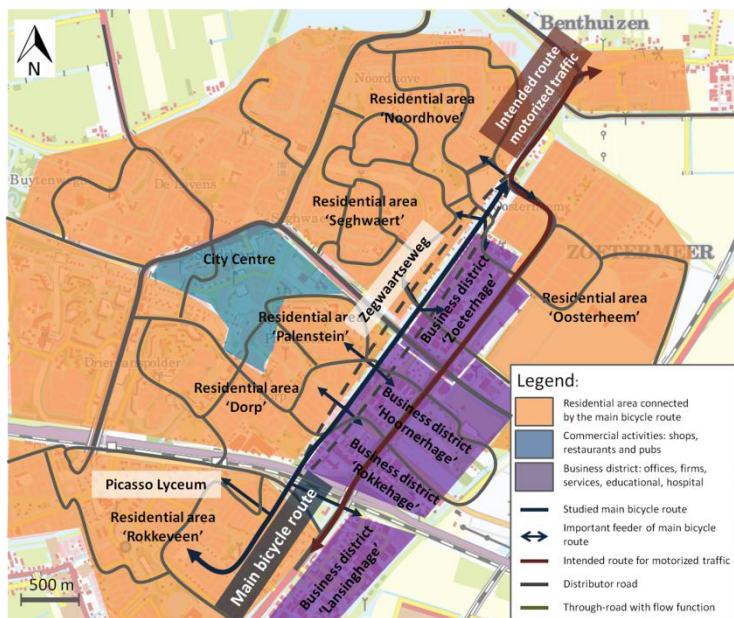 N
Benthuizen
Intended route
motorized traffic
Noordhove
Residential area
‘Noordhove’
Buytenwege
De Leyens
Seghwaert
Residential area
‘Seghwaert’
Oosterheem
ZOETERMEER
City Centre
Zegwaartseweg
Business district
‘Zoeterhage’
Residential area
‘Oosterheem’
Residential area
‘Palenstein’
Driemanspolder
Residential area
‘Dorp’
Business district
‘Hoornerhage’
Business district
‘Rokkehage’
Picasso Lyceum
Residential area
‘Rokkeveen’
Main bicycle route
Business district
‘Lansinghage’
500 m
Legend:
Residential area connected
by the main bicycle route
Commercial activities: shops,
restaurants and pubs
Business district: offices, firms,
services, educational, hospital
Studied main bicycle route
Important feeder of main bicycle
route
Intended route for motorized traffic
Distributor road
Through-road with flow function